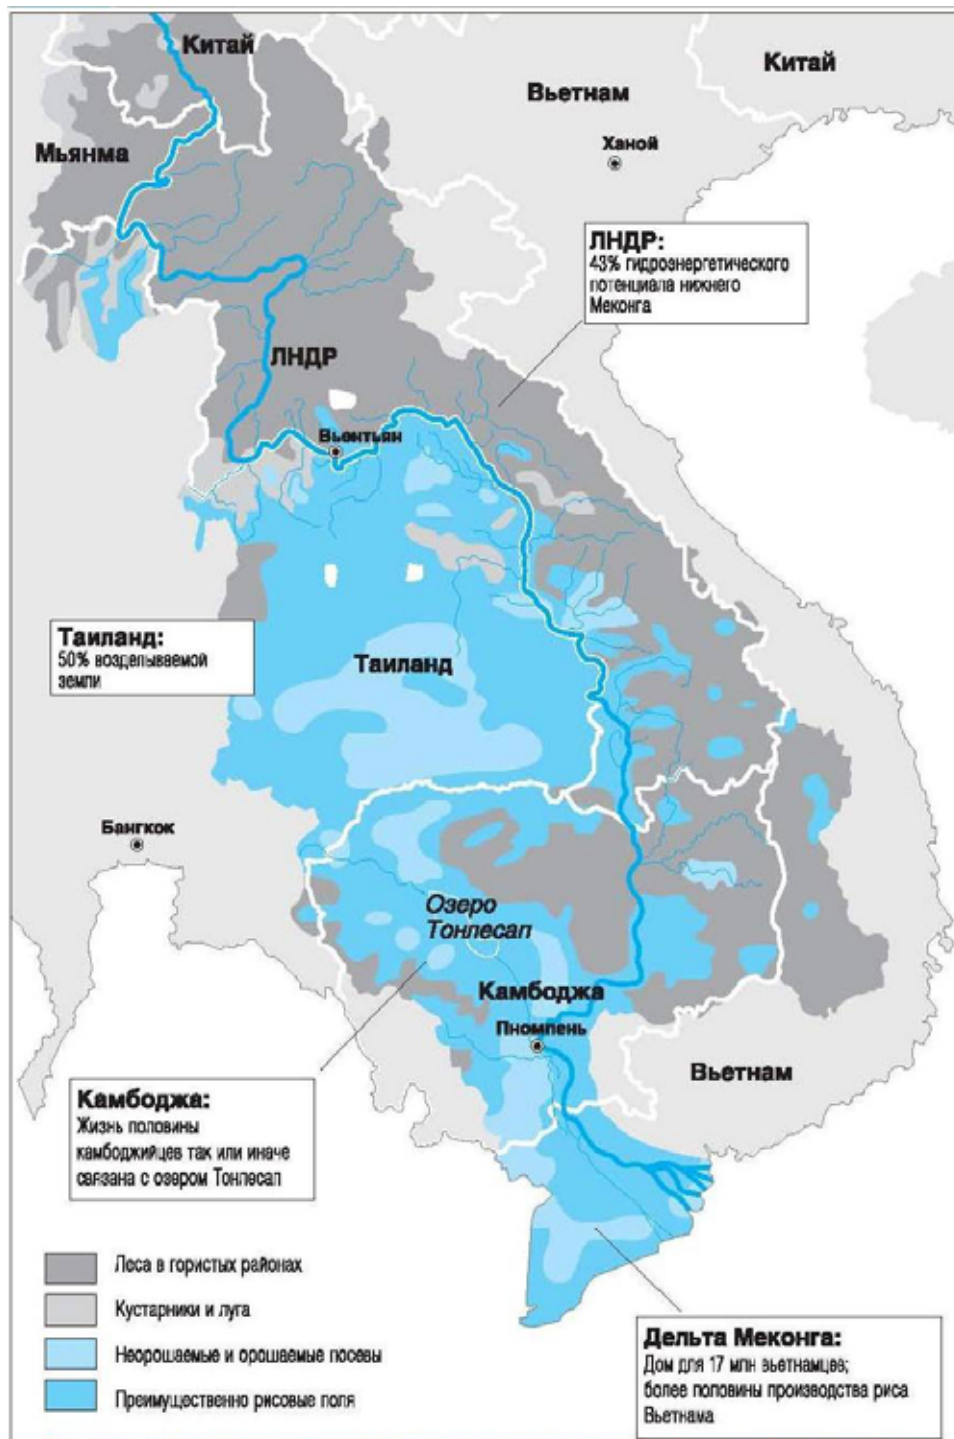 Китай
Китай
Вьетнам
Ханой
Мьянма
ЛНДР:
43% гидроэнергетического
потенциала нижнего
Меконга
ЛНДР
Вьентьян
Таиланд:
50% возделываемой
земли
Таиланд
Бангкок
Озеро
Тонлесап
Камбоджа
Пномпень
Вьетнам
Камбоджа:
Жизнь половины
камбоджийцев так или иначе
связана с озером Тонлесап
Леса в гористых районах
Кустарники и луга
Неорошаемые и орошаемые посевы
Преимущественно рисовые поля
Дельта Меконга:
Дом для 17 млн вьетнамцев;
более половины производства риса
Вьетнама